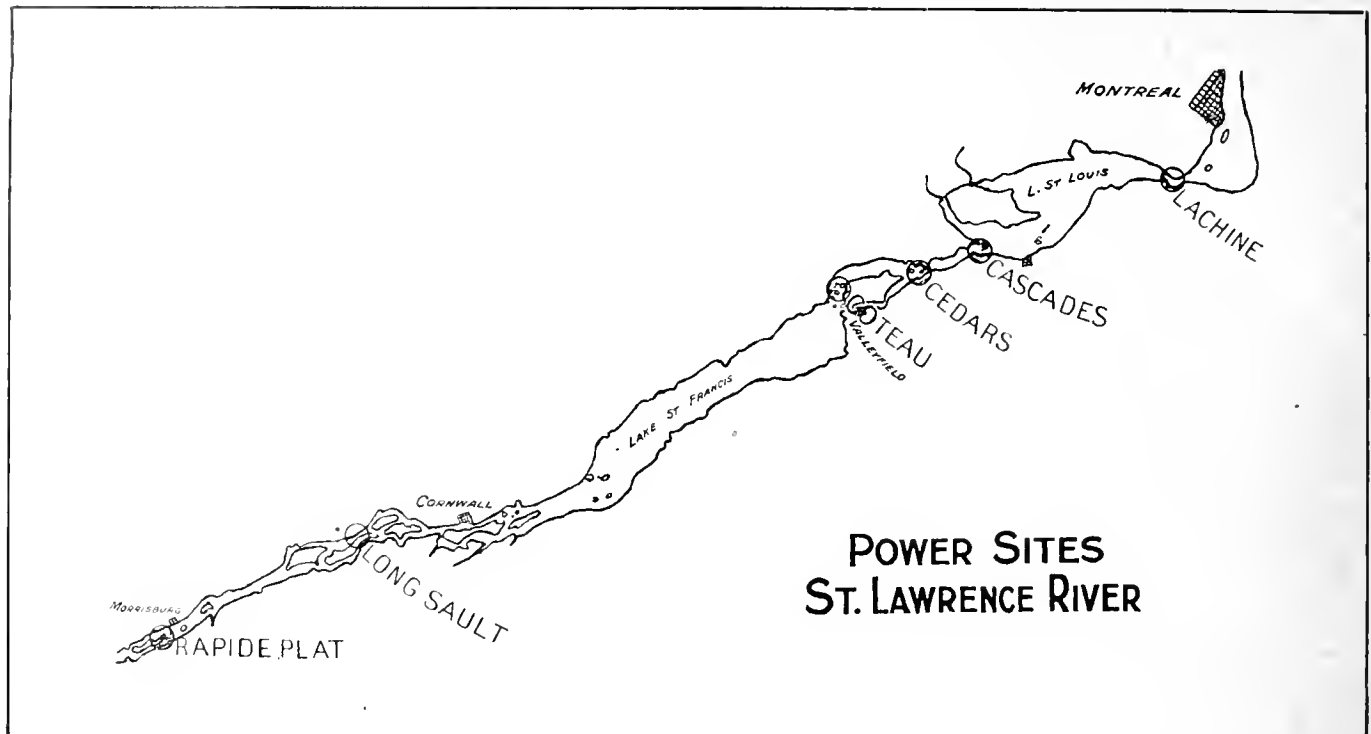 MONTREAL
L. ST LOUIS
LACHINE
CASCADES
CEDARS
COTEAU
VALLEYFIELD
LAKE ST FRANCIS
CORNWALL
LONG SAULT
MORRISBURG
RAPIDE PLAT
POWER SITES
ST. LAWRENCE RIVER